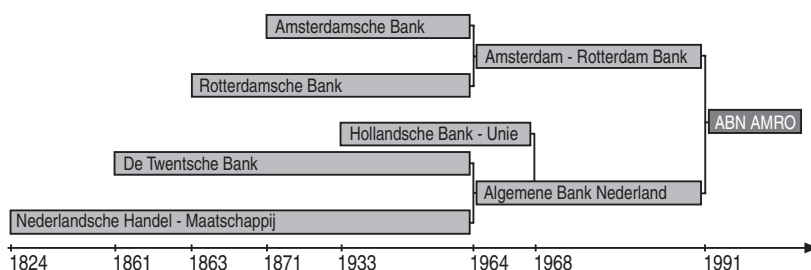 Amsterdamsche Bank
Amsterdam - Rotterdam Bank
Rotterdamsche Bank
ABN AMRO
Hollandsche Bank - Unie
De Twentsche Bank
Algemene Bank Nederland
Nederlandsche Handel - Maatschappij
1824 1861 1863 1871 1933 1964 1968 1991